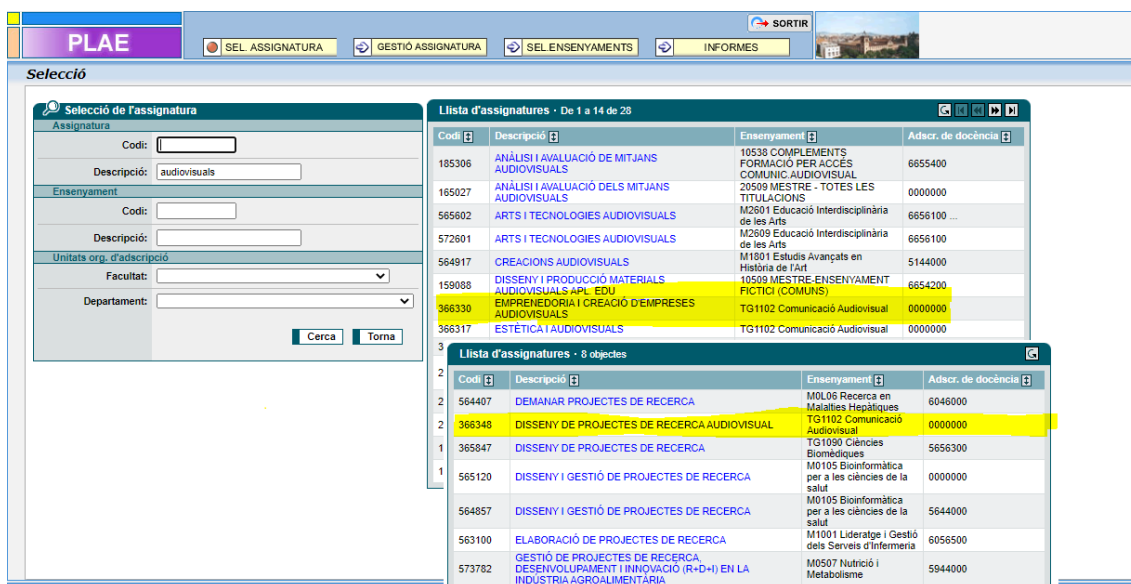 SORTIR
PLAE
SEL. ASSIGNATURA
GESTIÓ ASSIGNATURA
SEL.ENSENYAMENTS
INFORMES
Selecció
Selecció de l'assignatura
Assignatura
Codi:
Descripció: audiovisuals
Ensenyament
Codi:
Descripció:
Unitats org. d'adscripció
Facultat:
Departament:
Cerca Torna
Llista d'assignatures · De 1 a 14 de 28
Codi Descripció Ensenyament Adscr. de docència
185306 ANÀLISI I AVALUACIÓ DE MITJANS AUDIOVISUALS 10538 COMPLEMENTS FORMACIÓ PER ACCÉS COMUNIC.AUDIOVISUAL 6655400
165027 ANÀLISI I AVALUACIÓ DELS MITJANS AUDIOVISUALS 20509 MESTRE - TOTES LES TITULACIONS 0000000
565602 ARTS I TECNOLOGIES AUDIOVISUALS M2601 Educació Interdisciplinària de les Arts 6656100 ...
572601 ARTS I TECNOLOGIES AUDIOVISUALS M2609 Educació Interdisciplinària de les Arts 6656100
564917 CREACIONS AUDIOVISUALS M1801 Estudis Avançats en Història de l'Art 5144000
159088 DISSENY I PRODUCCIÓ MATERIALS AUDIOVISUALS APL. EDU 10509 MESTRE-ENSENYAMENT FICTICI (COMUNS) 6654200
366330 EMPRENEDORIA I CREACIÓ D'EMPRESES AUDIOVISUALS TG1102 Comunicació Audiovisual 0000000
366317 ESTÈTICA I AUDIOVISUALS TG1102 Comunicació Audiovisual 0000000
3
2
2
2
1
1
Llista d'assignatures · 8 objectes
Codi Descripció Ensenyament Adscr. de docència
564407 DEMANAR PROJECTES DE RECERCA M0L06 Recerca en Malalties Hepàtiques 6046000
366348 DISSENY DE PROJECTES DE RECERCA AUDIOVISUAL TG1102 Comunicació Audiovisual 0000000
365847 DISSENY DE PROJECTES DE RECERCA TG1090 Ciències Biomèdiques 5656300
565120 DISSENY I GESTIÓ DE PROJECTES DE RECERCA M0105 Bioinformàtica per a les ciències de la salut 0000000
564857 DISSENY I GESTIÓ DE PROJECTES DE RECERCA M0105 Bioinformàtica per a les ciències de la salut 5644000
563100 ELABORACIÓ DE PROJECTES DE RECERCA M1001 Lideratge i Gestió dels Serveis d'Infermeria 6056500
573782 GESTIÓ DE PROJECTES DE RECERCA, DESENVOLUPAMENT I INNOVACIÓ (R+D+I) EN LA INDÚSTRIA AGROALIMENTÀRIA M0507 Nutrició i Metabolisme 5944000